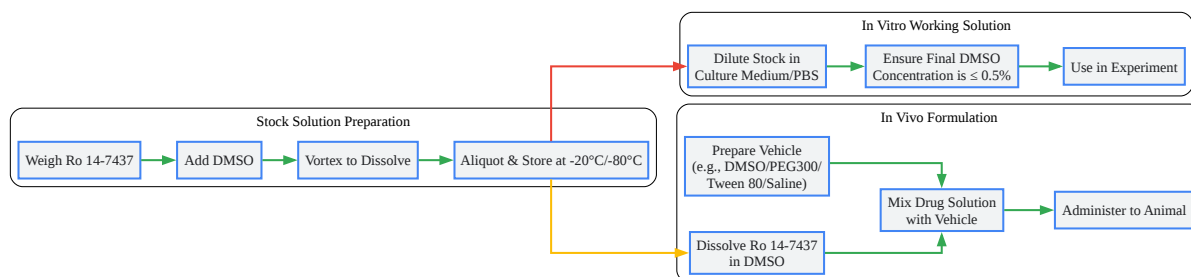 Stock Solution Preparation
Weigh Ro 14-7437
Add DMSO
Vortex to Dissolve
Aliquot & Store at -20°C/-80°C
In Vitro Working Solution
Dilute Stock in
Culture Medium/PBS
Ensure Final DMSO
Concentration is ≤ 0.5%
Use in Experiment
In Vivo Formulation
Prepare Vehicle
(e.g., DMSO/PEG300/
Tween 80/Saline)
Dissolve Ro 14-7437
in DMSO
Mix Drug Solution
with Vehicle
Administer to Animal